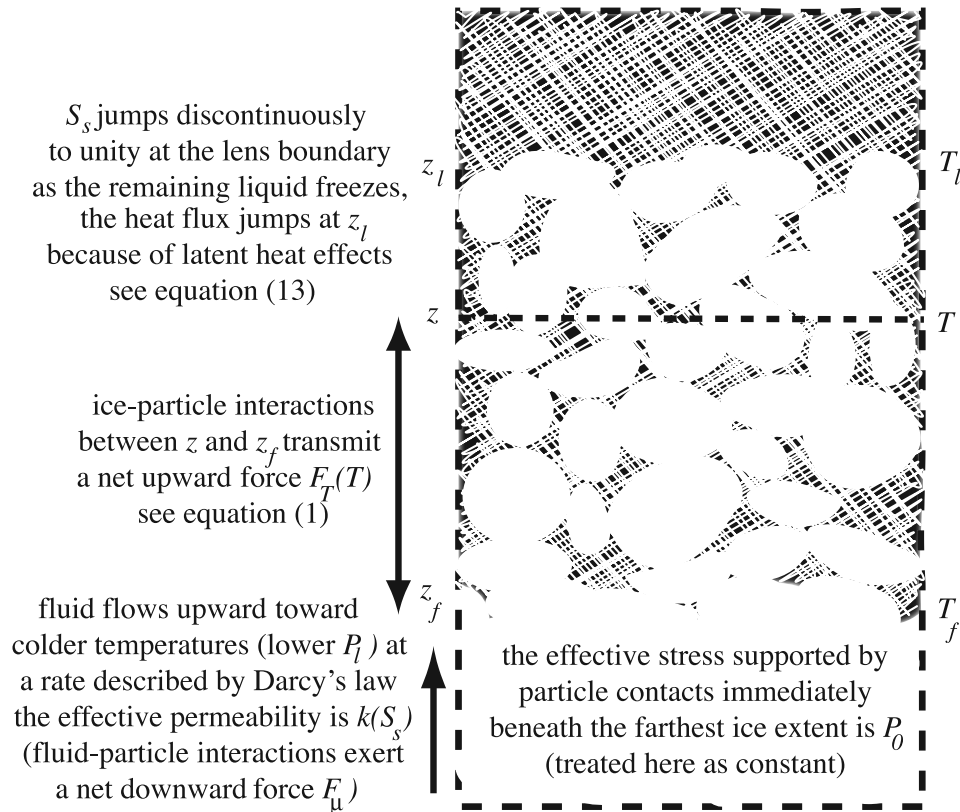 S_s jumps discontinuously
to unity at the lens boundary
as the remaining liquid freezes,
the heat flux jumps at z_l
because of latent heat effects
see equation (13)
z_l
T_l
z
T
ice-particle interactions
between z and z_f transmit
a net upward force F_T(T)
see equation (1)
z_f
T_f
fluid flows upward toward
colder temperatures (lower P_l) at
a rate described by Darcy's law
the effective permeability is k(S_s)
(fluid-particle interactions exert
a net downward force F_μ)
the effective stress supported by
particle contacts immediately
beneath the farthest ice extent is P_0
(treated here as constant)